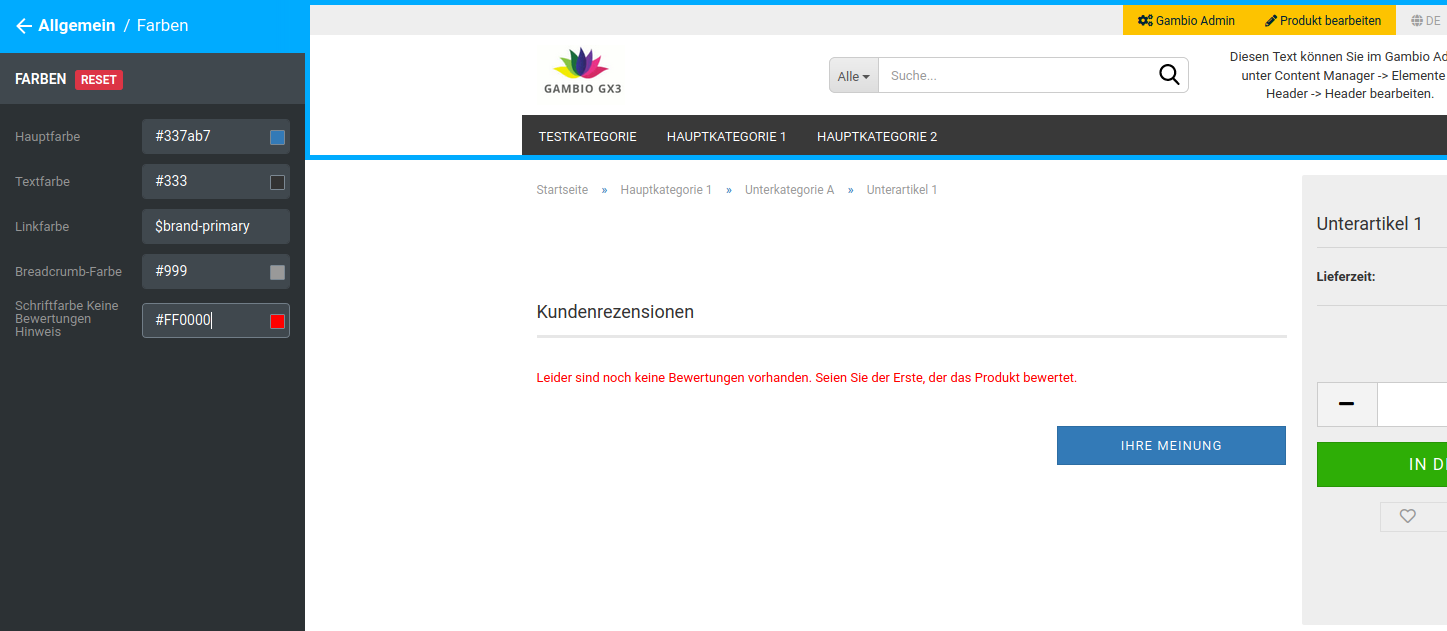 Allgemein / Farben
FARBEN RESET
Hauptfarbe #337ab7
Textfarbe #333
Linkfarbe $brand-primary
Breadcrumb-Farbe #999
Schriftfarbe Keine
Bewertungen
Hinweis
#FF0000
Gambio Admin Produkt bearbeiten DE
GAMBIO GX3
Alle Suche...
Diesen Text können Sie im Gambio Ad
unter Content Manager -> Elemente
Header -> Header bearbeiten.
TESTKATEGORIE HAUPTKATEGORIE 1 HAUPTKATEGORIE 2
Startseite » Hauptkategorie 1 » Unterkategorie A » Unterartikel 1
Kundenrezensionen
Leider sind noch keine Bewertungen vorhanden. Seien Sie der Erste, der das Produkt bewertet.
IHRE MEINUNG
Unterartikel 1
Lieferzeit:
IN DE